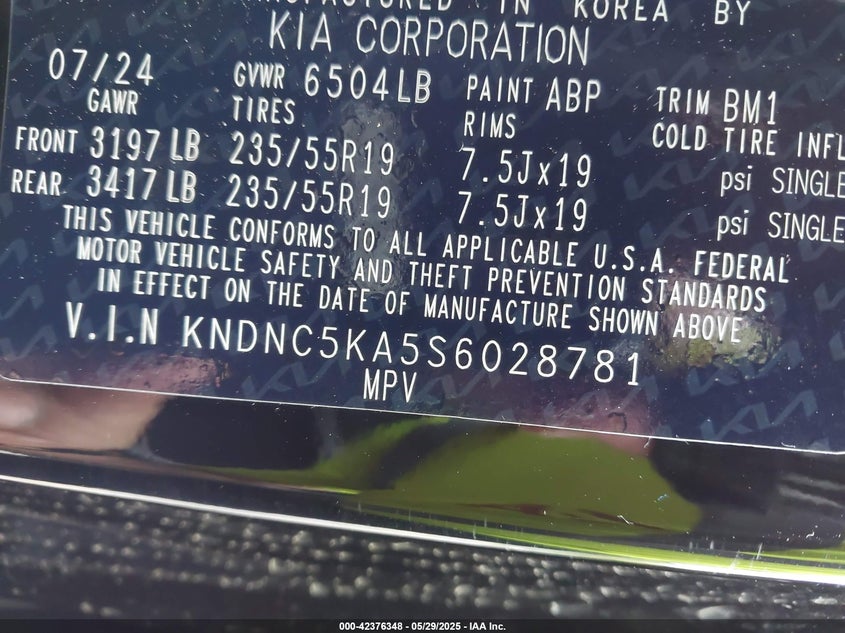 IN KOREA BY
KIA CORPORATION
07/24 GVWR 6504LB PAINT ABP TRIM BM1
GAWR TIRES RIMS COLD TIRE INFL
FRONT 3197 LB 235/55R19 7.5Jx19 psi SINGLE
REAR 3417 LB 235/55R19 7.5Jx19 psi SINGLE
THIS VEHICLE CONFORMS TO ALL APPLICABLE U.S.A. FEDERAL
MOTOR VEHICLE SAFETY AND THEFT PREVENTION STANDARDS
IN EFFECT ON THE DATE OF MANUFACTURE SHOWN ABOVE
V.I.N KNDNC5KA5S6028781
MPV
000-42376348 - 05/29/2025 - IAA Inc.